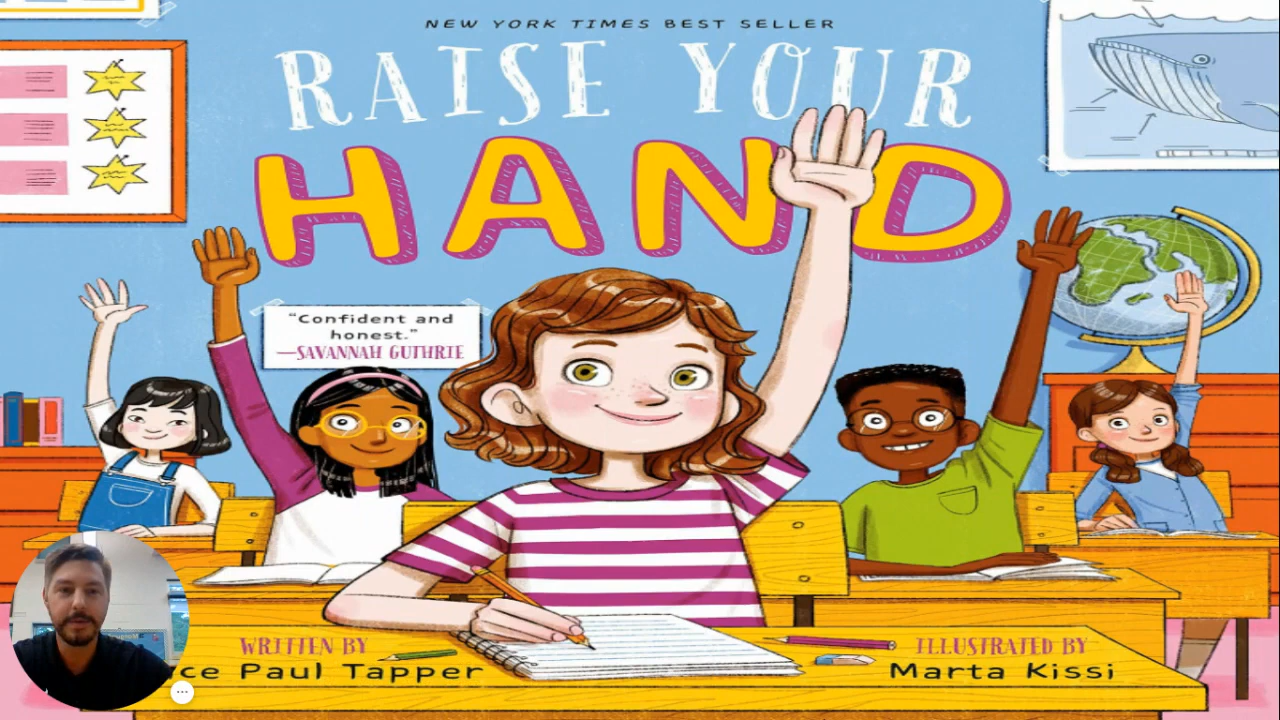 NEW YORK TIMES BEST SELLER
RAISE YOUR
HAND
"Confident and
honest."
—SAVANNAH GUTHRIE
WRITTEN BY
ce Paul Tapper
ILLUSTRATED BY
Marta Kissi